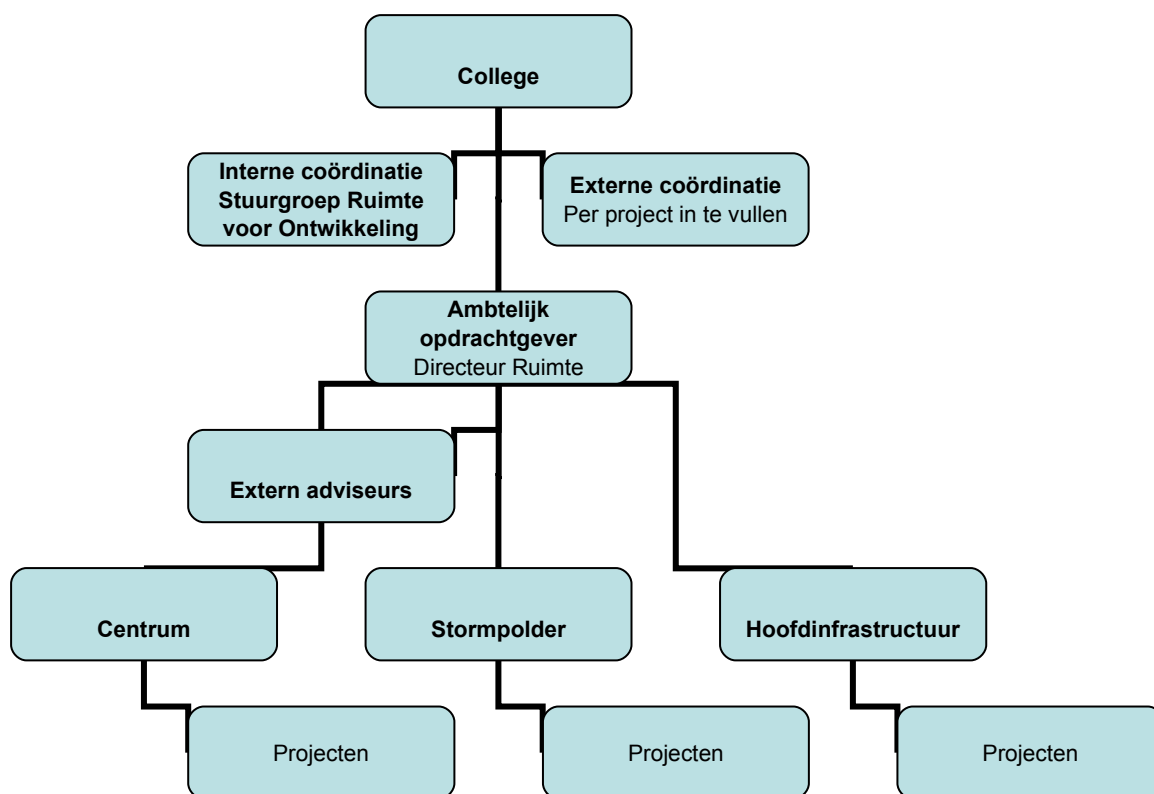 College
Interne coördinatie
Stuurgroep Ruimte
voor Ontwikkeling
Externe coördinatie
Per project in te vullen
Ambtelijk
opdrachtgever
Directeur Ruimte
Extern adviseurs
Centrum
Stormpolder
Hoofdinfrastructuur
Projecten
Projecten
Projecten